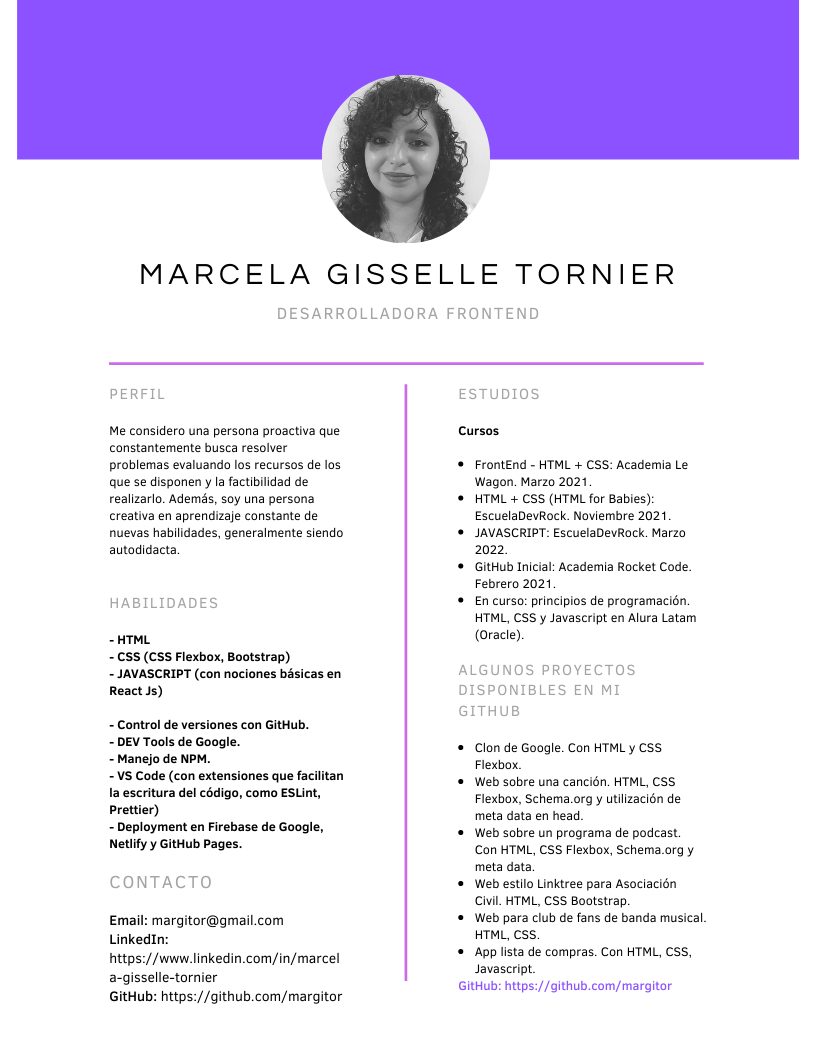 MARCELA GISSELLE TORNIER
DESARROLLADORA FRONTEND
PERFIL
Me considero una persona proactiva que
constantemente busca resolver
problemas evaluando los recursos de los
que se disponen y la factibilidad de
realizarlo. Además, soy una persona
creativa en aprendizaje constante de
nuevas habilidades, generalmente siendo
autodidacta.
HABILIDADES
- HTML
- CSS (CSS Flexbox, Bootstrap)
- JAVASCRIPT (con nociones básicas en
React Js)
- Control de versiones con GitHub.
- DEV Tools de Google.
- Manejo de NPM.
- VS Code (con extensiones que facilitan
la escritura del código, como ESLint,
Prettier)
- Deployment en Firebase de Google,
Netlify y GitHub Pages.
CONTACTO
Email: margitor@gmail.com
LinkedIn:
https://www.linkedin.com/in/marcel
a-gisselle-tornier
GitHub: https://github.com/margitor
ESTUDIOS
Cursos
• FrontEnd - HTML + CSS: Academia Le
Wagon. Marzo 2021.
• HTML + CSS (HTML for Babies):
EscuelaDevRock. Noviembre 2021.
• JAVASCRIPT: EscuelaDevRock. Marzo
2022.
• GitHub Inicial: Academia Rocket Code.
Febrero 2021.
• En curso: principios de programación.
HTML, CSS y Javascript en Alura Latam
(Oracle).
ALGUNOS PROYECTOS
DISPONIBLES EN MI
GITHUB
• Clon de Google. Con HTML y CSS
Flexbox.
• Web sobre una canción. HTML, CSS
Flexbox, Schema.org y utilización de
meta data en head.
• Web sobre un programa de podcast.
Con HTML, CSS Flexbox, Schema.org y
meta data.
• Web estilo Linktree para Asociación
Civil. HTML, CSS Bootstrap.
• Web para club de fans de banda musical.
HTML, CSS.
• App lista de compras. Con HTML, CSS,
Javascript.
GitHub: https://github.com/margitor